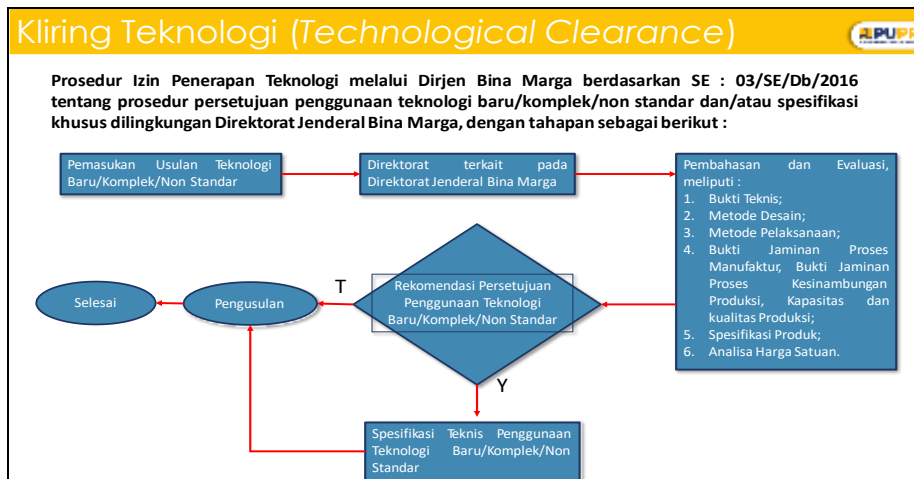 Kliring Teknologi (Technological Clearance)
Prosedur Izin Penerapan Teknologi melalui Dirjen Bina Marga berdasarkan SE : 03/SE/Db/2016
tentang prosedur persetujuan penggunaan teknologi baru/komplek/non standar dan/atau spesifikasi
khusus dilingkungan Direktorat Jenderal Bina Marga, dengan tahapan sebagai berikut :
Pemasukan Usulan Teknologi
Baru/Komplek/Non Standar
Direktorat terkait pada
Direktorat Jenderal Bina Marga
Pembahasan dan Evaluasi,
meliputi :
1. Bukti Teknis;
2. Metode Desain;
3. Metode Pelaksanaan;
4. Bukti Jaminan Proses
Manufaktur, Bukti Jaminan
Proses Kesinambungan
Produksi, Kapasitas dan
kualitas Produksi;
5. Spesifikasi Produk;
6. Analisa Harga Satuan.
Rekomendasi Persetujuan
Penggunaan Teknologi
Baru/Komplek/Non Standar
T
Pengusulan
Selesai
Y
Spesifikasi Teknis Penggunaan
Teknologi Baru/Komplek/Non
Standar